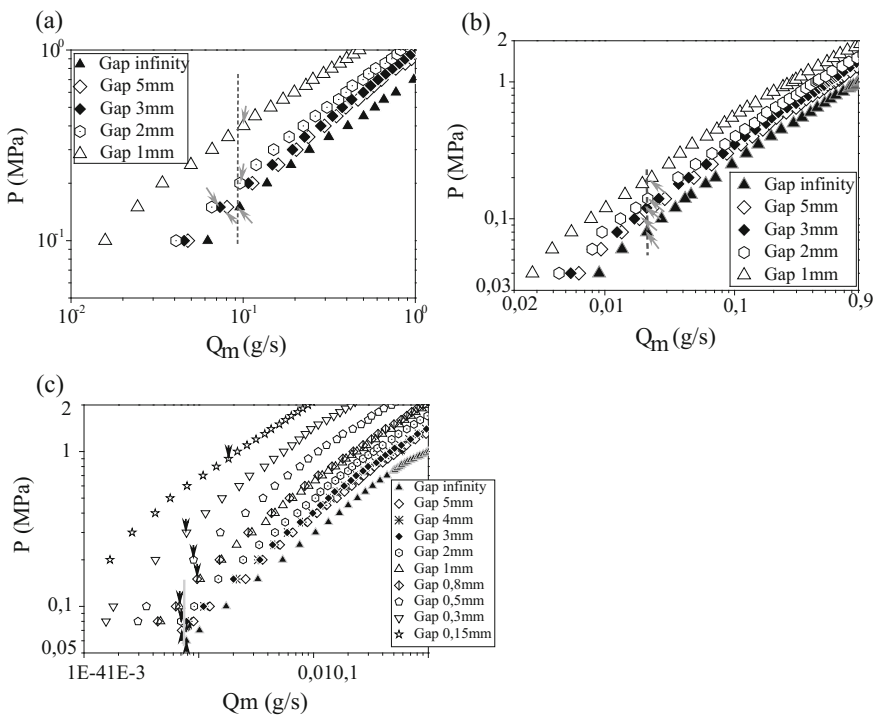 (a)
10⁰
10⁻¹
P (MPa)
Gap infinity
Gap 5mm
Gap 3mm
Gap 2mm
Gap 1mm
10⁻² 10⁻¹ 10⁰
Qm (g/s)
(b)
2
1
0,1
0,03
P (MPa)
Gap infinity
Gap 5mm
Gap 3mm
Gap 2mm
Gap 1mm
0,02 0,01 0,1 0,9
Qm (g/s)
(c)
2
1
0,1
0,05
P (MPa)
Gap infinity
Gap 5mm
Gap 4mm
Gap 3mm
Gap 2mm
Gap 1mm
Gap 0,8mm
Gap 0,5mm
Gap 0,3mm
Gap 0,15mm
1E-41E-3 0,010,1
Qm (g/s)